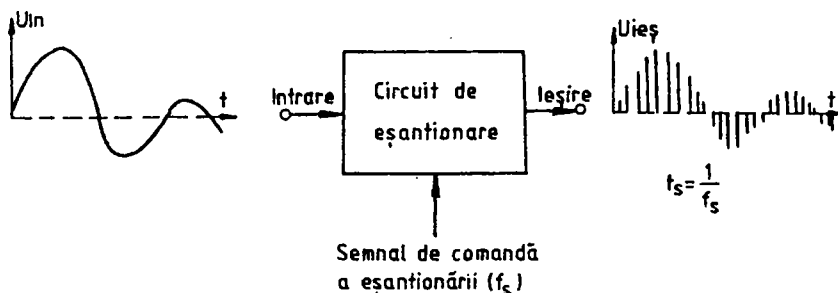 Uin
t
Intrare
Circuit de
eșantionare
Ieșire
Uieș
t
ts = 1/fs
Semnal de comandă
a eșantionării (fs)